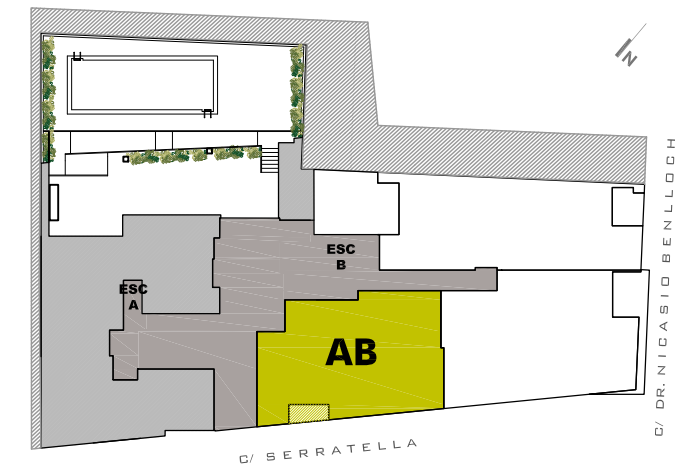 N
ESC
B
ESC
A
AB
C/ SERRATELLA
C/ DR. NICASIO BENLLOCH